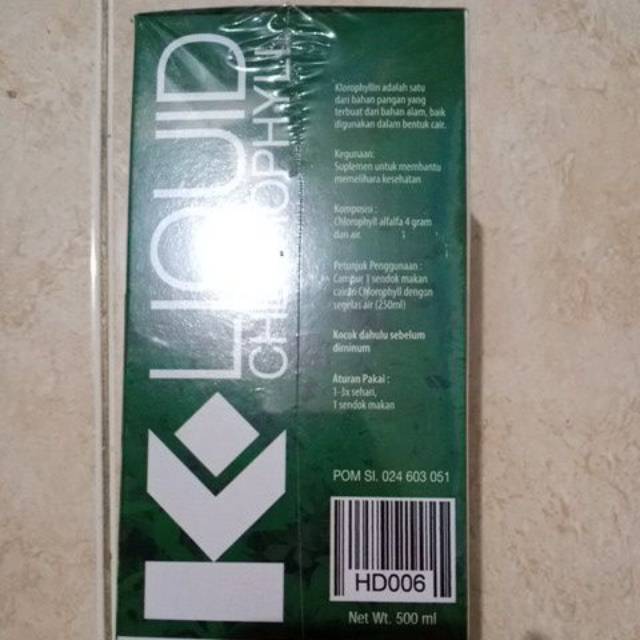 K-LIQUID
CHLOROPHYLL
Klorophyllin adalah satu
dari bahan pangan yang
terbuat dari bahan alam, baik
digunakan dalam bentuk cair.
Kegunaan:
Suplemen untuk membantu
memelihara kesehatan
Komposisi :
Chlorophyll alfalfa 4 gram
dan air.
Petunjuk Penggunaan :
Campur 1 sendok makan
cairan Chlorophyll dengan
segelas air (250ml)
Kocok dahulu sebelum
diminum
Aturan Pakai :
1-3x sehari,
1 sendok makan
POM SI. 024 603 051
HD006
Net Wt. 500 ml